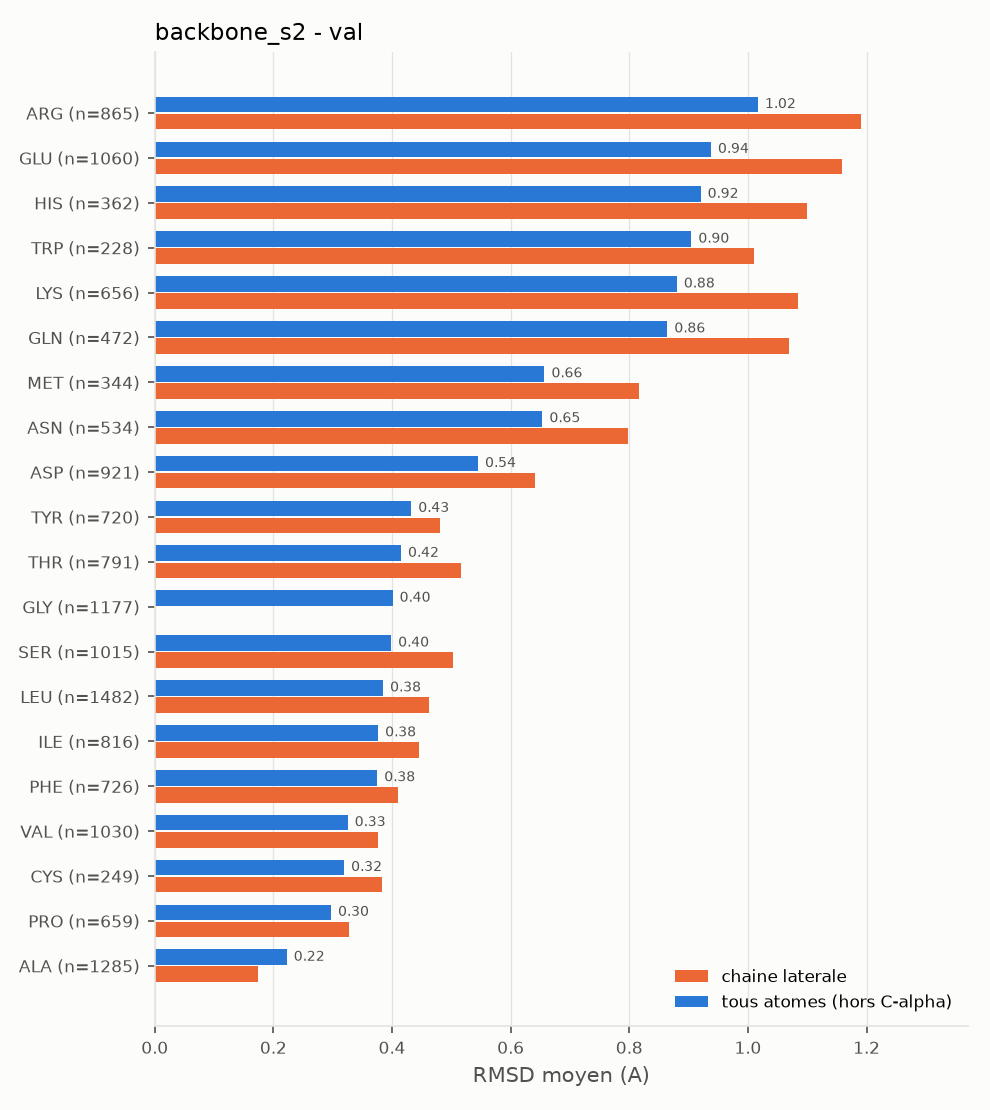 backbone_s2 - val
ARG (n=865)
1.02
GLU (n=1060)
0.94
HIS (n=362)
0.92
TRP (n=228)
0.90
LYS (n=656)
0.88
GLN (n=472)
0.86
MET (n=344)
0.66
ASN (n=534)
0.65
ASP (n=921)
0.54
TYR (n=720)
0.43
THR (n=791)
0.42
GLY (n=1177)
0.40
SER (n=1015)
0.40
LEU (n=1482)
0.38
ILE (n=816)
0.38
PHE (n=726)
0.38
VAL (n=1030)
0.33
CYS (n=249)
0.32
PRO (n=659)
0.30
ALA (n=1285)
0.22
chaine laterale
tous atomes (hors C-alpha)
0.0 0.2 0.4 0.6 0.8 1.0 1.2
RMSD moyen (A)